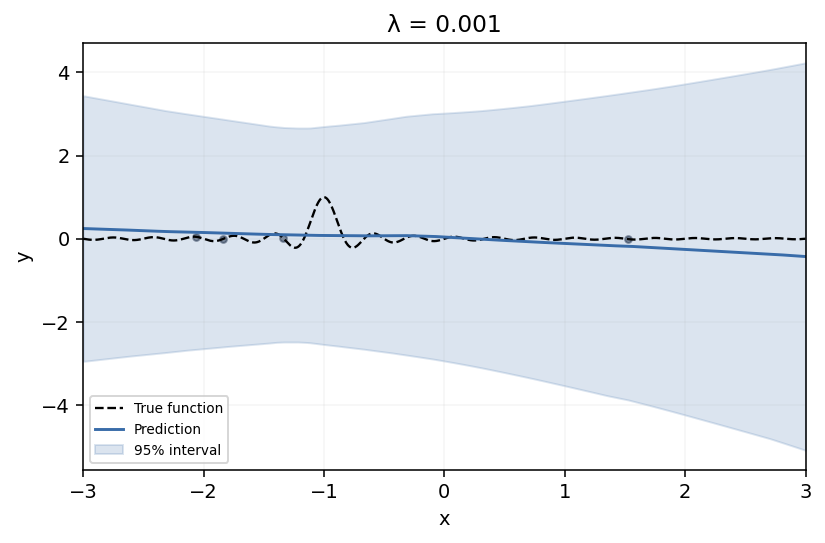 λ = 0.001
y
4
2
0
−2
−4
True function
Prediction
95% interval
−3
−2
−1
0
1
2
3
x